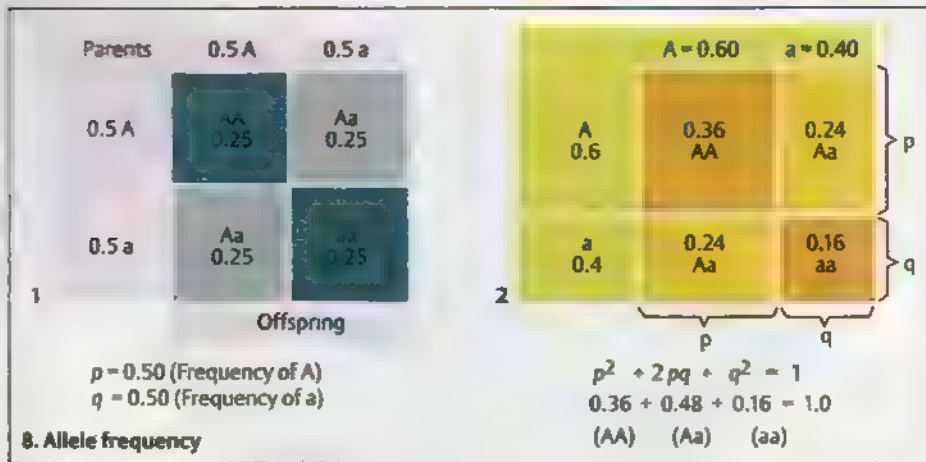 Parents 0.5 A 0.5 a
0.5 A
AA
0.25
Aa
0.25
0.5 a
Aa
0.25
aa
0.25
1
Offspring
p = 0.50 (Frequency of A)
q = 0.50 (Frequency of a)
B. Allele frequency
A = 0.60 a = 0.40
A
0.6
0.36
AA
0.24
Aa
p
a
0.4
0.24
Aa
0.16
aa
q
2
p q
p² + 2pq + q² = 1
0.36 + 0.48 + 0.16 = 1.0
(AA) (Aa) (aa)